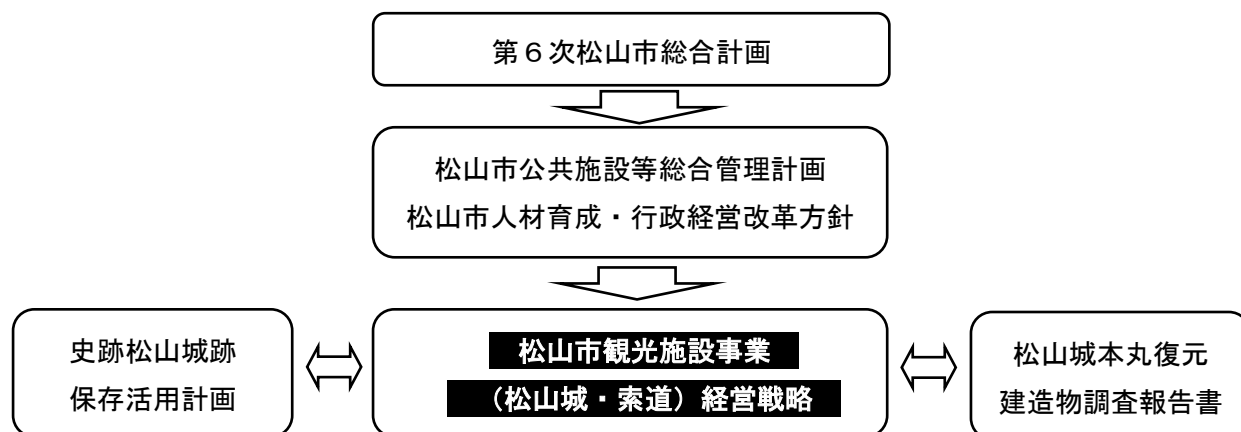 第６次松山市総合計画
松山市公共施設等総合管理計画
松山市人材育成・行政経営改革方針
史跡松山城跡
保存活用計画
松山市観光施設事業
（松山城・索道）経営戦略
松山城本丸復元
建造物調査報告書